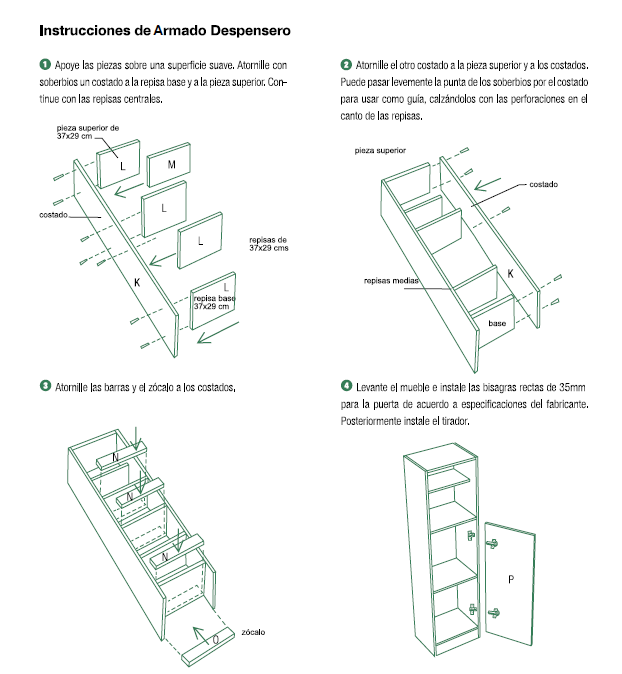 Instrucciones de Armado Despensero
1 Apoye las piezas sobre una superficie suave. Atornille con
soberbios un costado a la repisa base y a la pieza superior. Con-
tinue con las repisas centrales.
pieza superior de
37x29 cm
L
M
L
costado
L
repisas de
37x29 cms
K
L
repisa base
37x29 cm
2 Atornille el otro costado a la pieza superior y a los costados.
Puede pasar levemente la punta de los soberbios por el costado
para usar como guía, calzándolos con las perforaciones en el
canto de las repisas.
pieza superior
costado
K
repisas medias
base
3 Atornille las barras y el zócalo a los costados,
N
N
L
N
O
zócalo
4 Levante el mueble e instale las bisagras rectas de 35mm
para la puerta de acuerdo a especificaciones del fabricante.
Posteriormente instale el tirador.
P